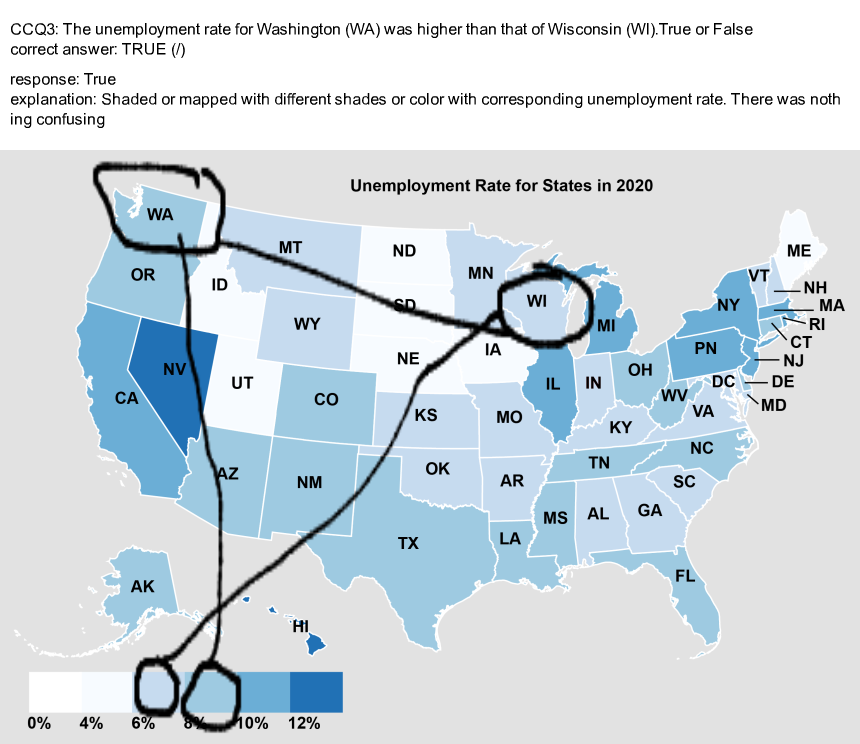 CCQ3: The unemployment rate for Washington (WA) was higher than that of Wisconsin (WI).True or False
correct answer: TRUE (/)
response: True
explanation: Shaded or mapped with different shades or color with corresponding unemployment rate. There was noth
ing confusing
Unemployment Rate for States in 2020
WA
MT
ND
ME
OR
ID
MN
VT
NH
SD
WI
NY
MA
WY
MI
RI
IA
CT
NE
PN
NV
NJ
UT
IL
IN
OH
DC
DE
CA
CO
WV
MD
KS
MO
VA
KY
NC
AZ
NM
OK
TN
AR
SC
MS
AL
GA
TX
LA
AK
FL
HI
0%
4%
6%
8%
10%
12%